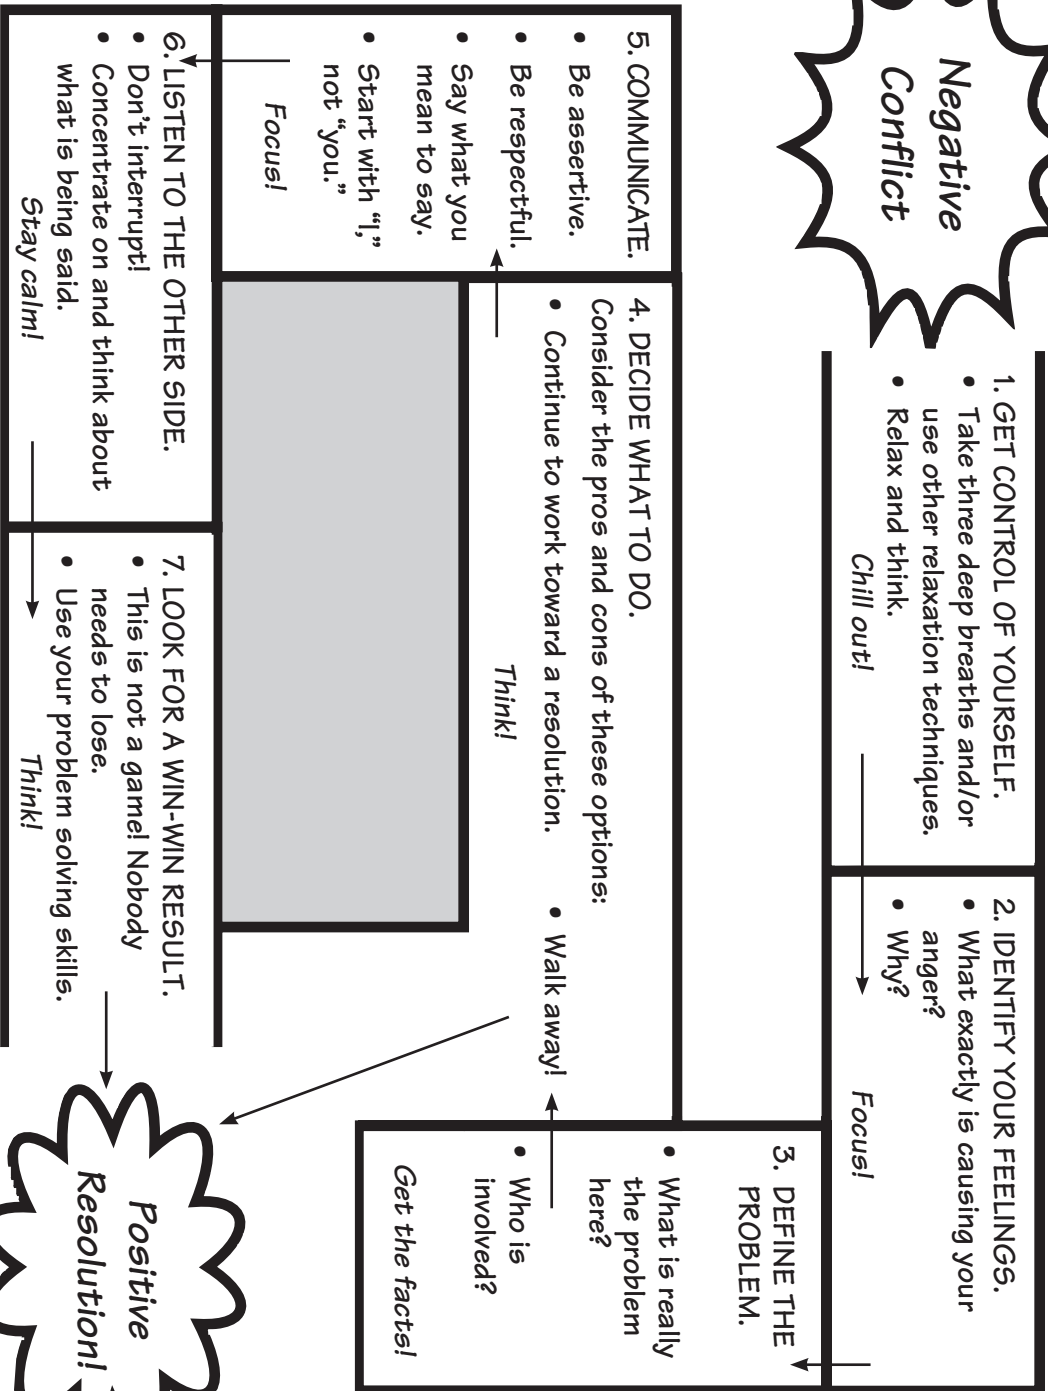 Negative
Conflict
1. GET CONTROL OF YOURSELF.
• Take three deep breaths and/or
use other relaxation techniques.
• Relax and think.
Chill out!
2. IDENTIFY YOUR FEELINGS.
• What exactly is causing your
anger?
• Why?
Focus!
3. DEFINE THE
PROBLEM.
• What is really
the problem
here?
• Who is
involved?
Get the facts!
4. DECIDE WHAT TO DO.
Consider the pros and cons of these options:
• Continue to work toward a resolution.
• Walk away!
Think!
5. COMMUNICATE.
• Be assertive.
• Be respectful.
• Say what you
mean to say.
• Start with “I,”
not “you.”
Focus!
6. LISTEN TO THE OTHER SIDE.
• Don't interrupt!
• Concentrate on and think about
what is being said.
Stay calm!
7. LOOK FOR A WIN-WIN RESULT.
• This is not a game! Nobody
needs to lose.
• Use your problem solving skills.
Think!
Positive
Resolution!